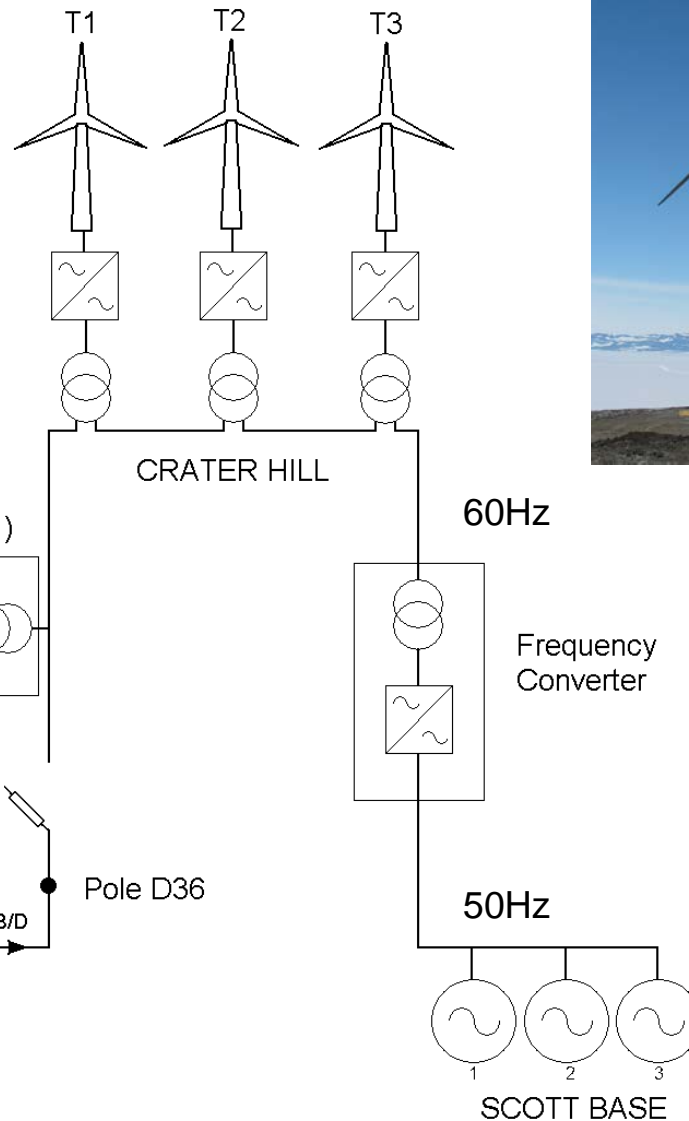 T1
T2
T3
CRATER HILL
60Hz
)
Frequency
Converter
Pole D36
B/D
50Hz
1
2
3
SCOTT BASE